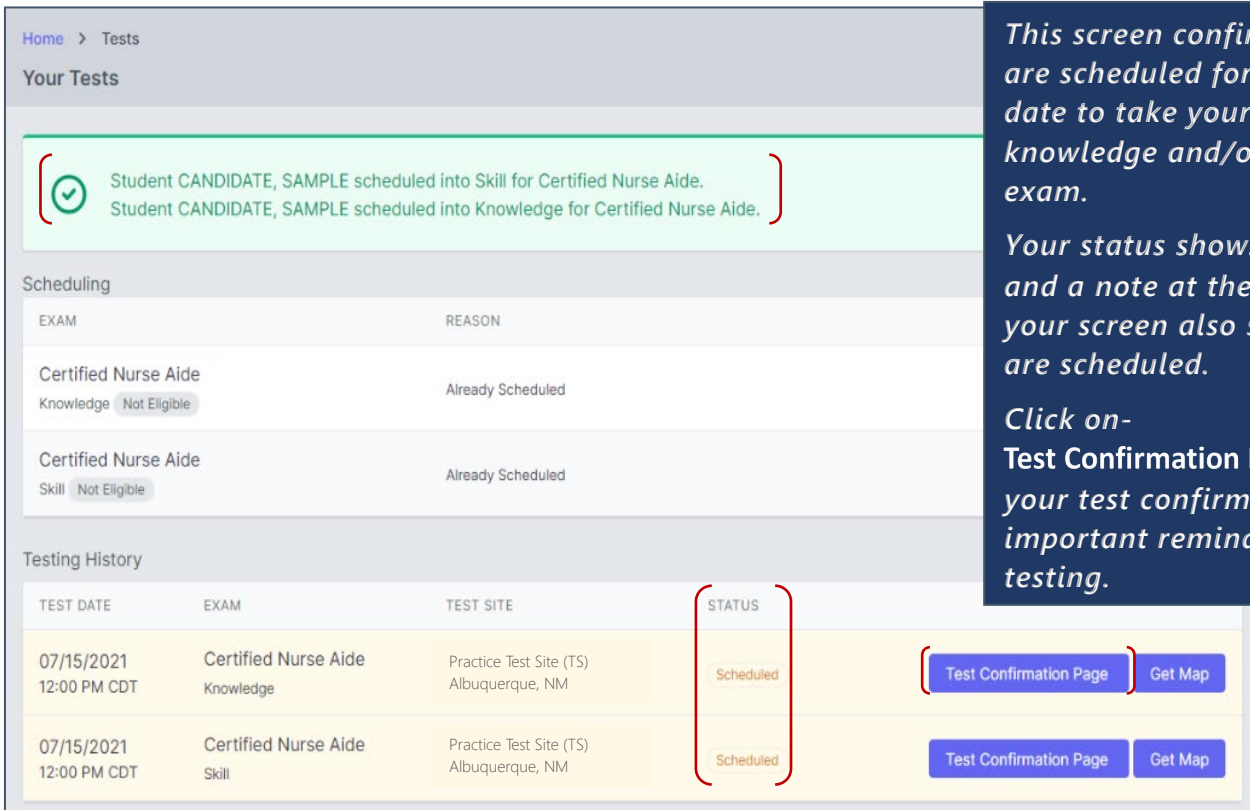 Home > Tests
Your Tests
Student CANDIDATE, SAMPLE scheduled into Skill for Certified Nurse Aide.
Student CANDIDATE, SAMPLE scheduled into Knowledge for Certified Nurse Aide.
Scheduling
EXAM REASON
Certified Nurse Aide
Knowledge Not Eligible
Already Scheduled
Certified Nurse Aide
Skill Not Eligible
Already Scheduled
Testing History
TEST DATE EXAM TEST SITE STATUS
07/15/2021
12:00 PM CDT
Certified Nurse Aide
Knowledge
Practice Test Site (TS)
Albuquerque, NM
Scheduled
Test Confirmation Page
Get Map
07/15/2021
12:00 PM CDT
Certified Nurse Aide
Skill
Practice Test Site (TS)
Albuquerque, NM
Scheduled
Test Confirmation Page
Get Map
This screen
are scheduled for
date to take your
knowledge
exam.
Your status
and a note at the
your screen also
are scheduled.
Click on-
Test Confirmation
your test
important
testing.